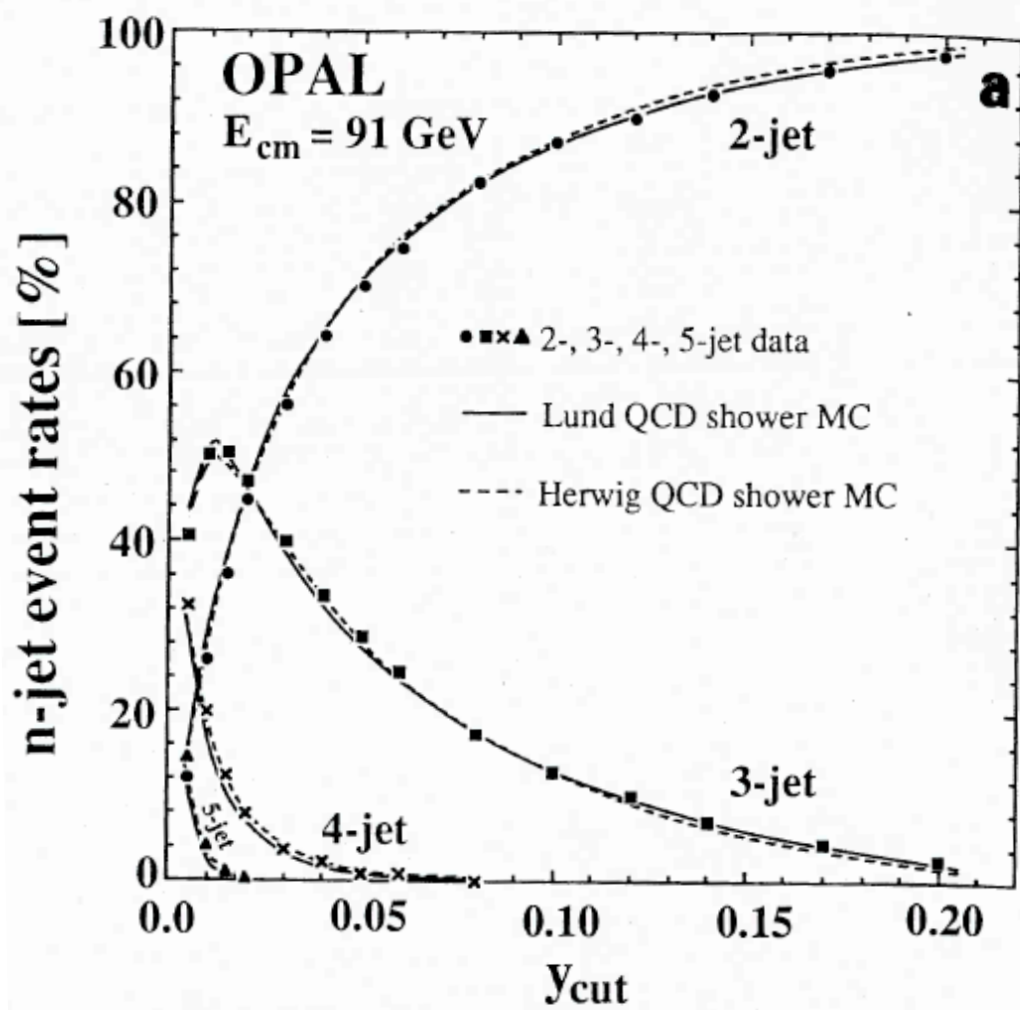 100
80
60
40
20
0
n-jet event rates [%]
OPAL
E_cm = 91 GeV
a
2-jet
●■×▲ 2-, 3-, 4-, 5-jet data
Lund QCD shower MC
Herwig QCD shower MC
3-jet
4-jet
5-jet
0.0 0.05 0.10 0.15 0.20
y_cut